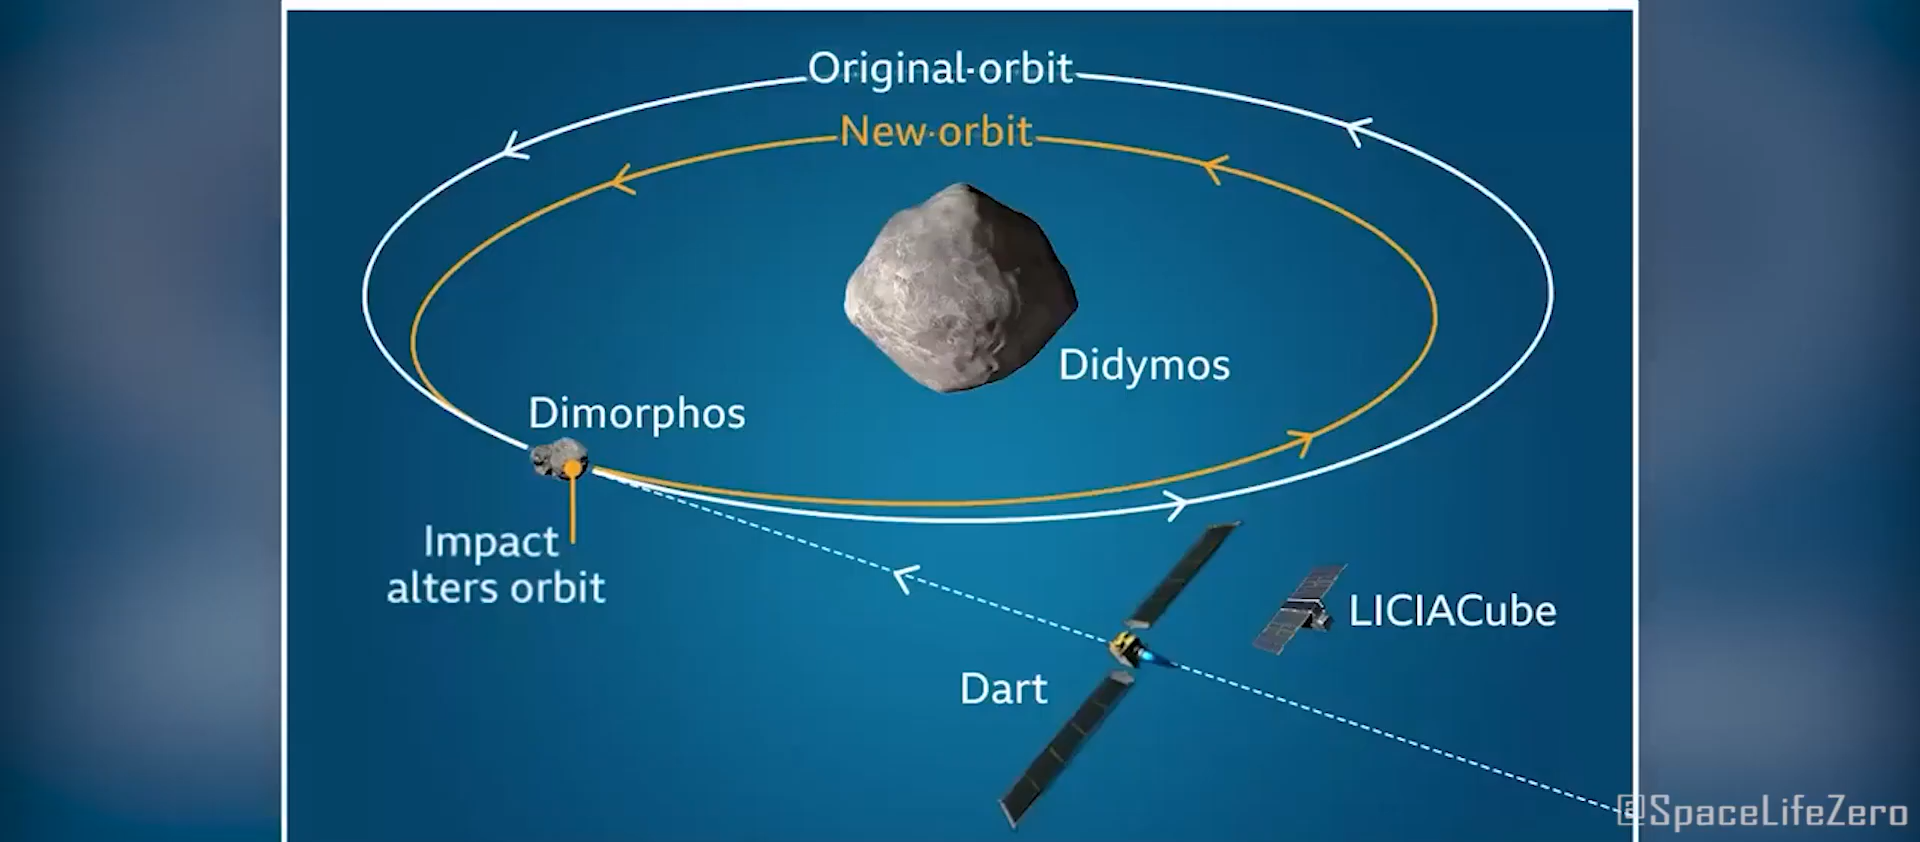 Original orbit
New orbit
Didymos
Dimorphos
Impact
alters orbit
LICIACube
Dart
@SpaceLifeZero